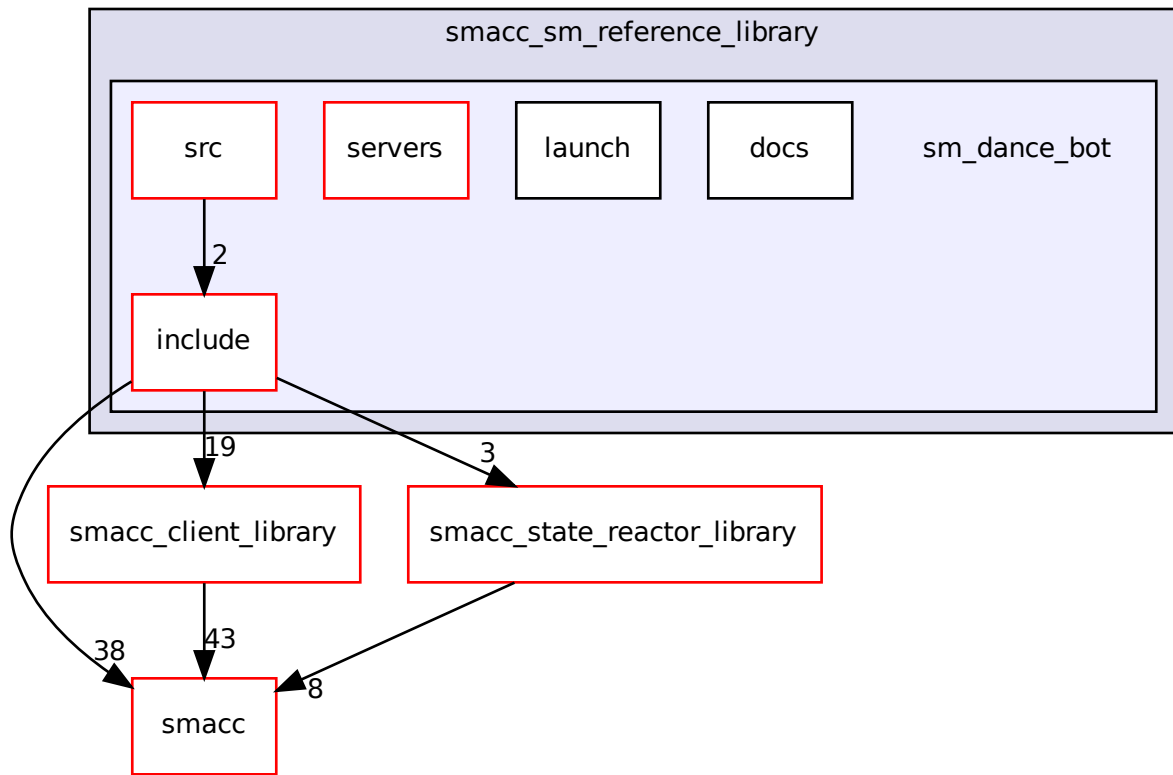 smacc_sm_reference_library
src
servers
launch
docs
sm_dance_bot
2
include
19
3
smacc_client_library
smacc_state_reactor_library
38
43
8
smacc